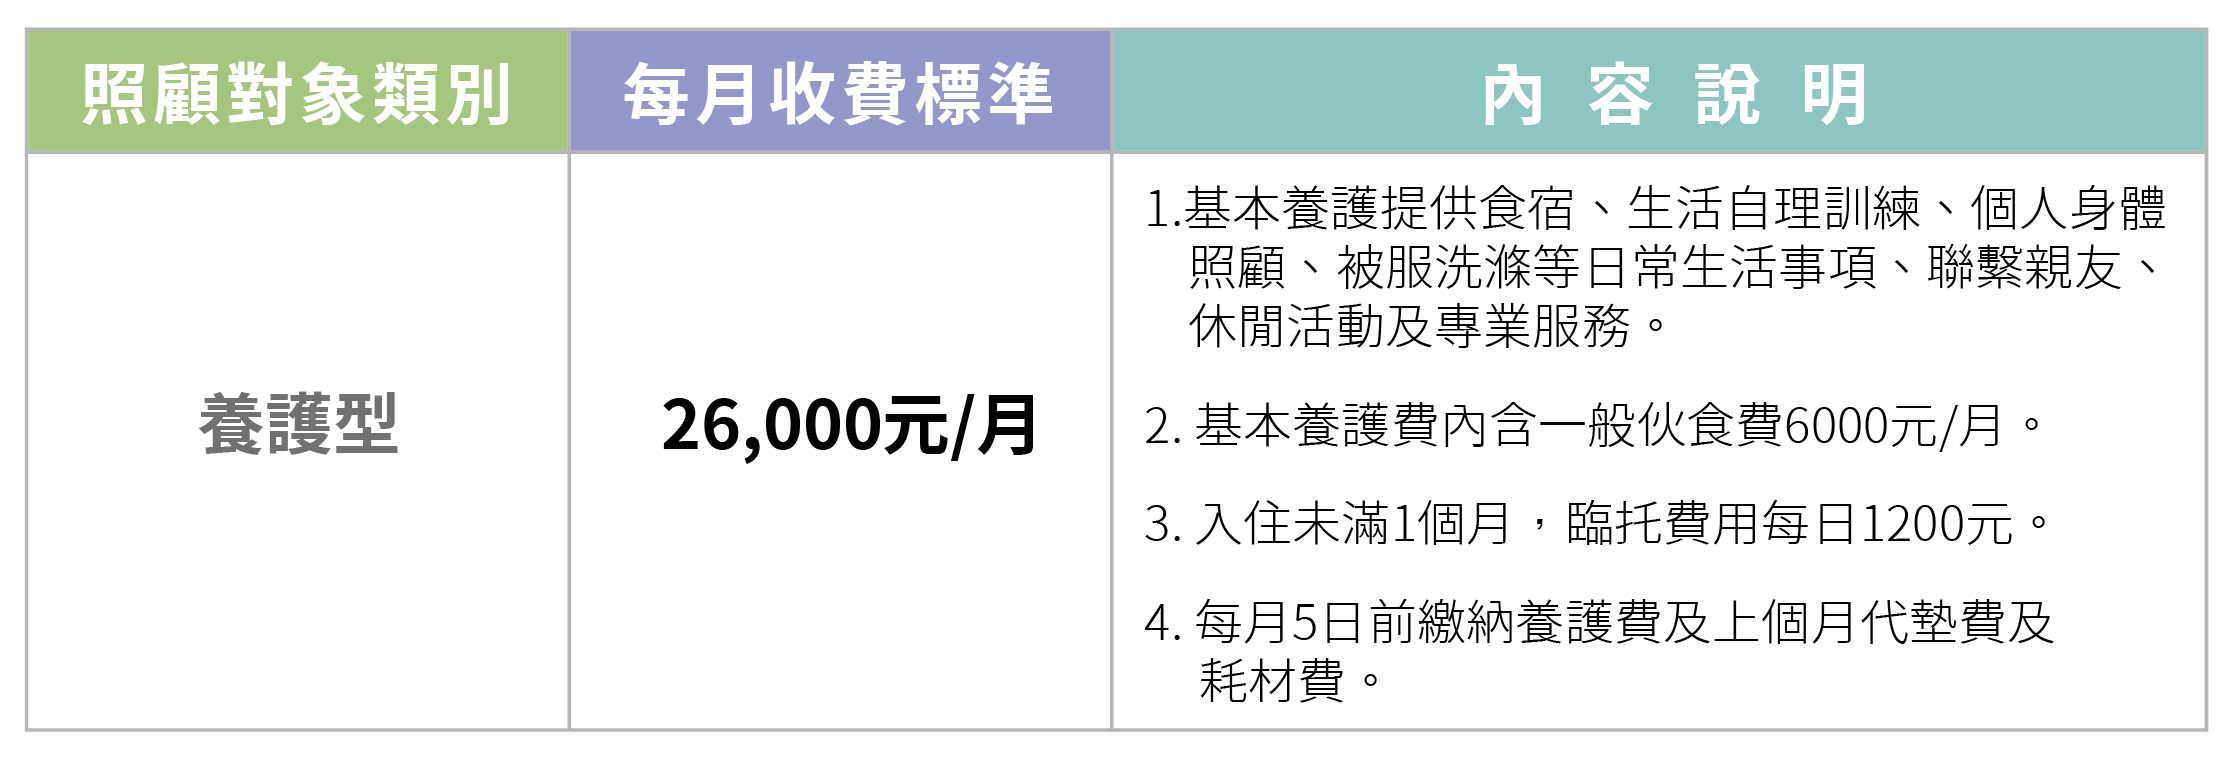 照顧對象類別
每月收費標準
內容說明
養護型
26,000元/月
1.基本養護提供食宿、生活自理訓練、個人身體
照顧、被服洗滌等日常生活事項、聯繫親友、
休閒活動及專業服務。
2. 基本養護費內含一般伙食費6000元/月。
3. 入住未滿1個月，臨托費用每日1200元。
4. 每月5日前繳納養護費及上個月代墊費及
耗材費。